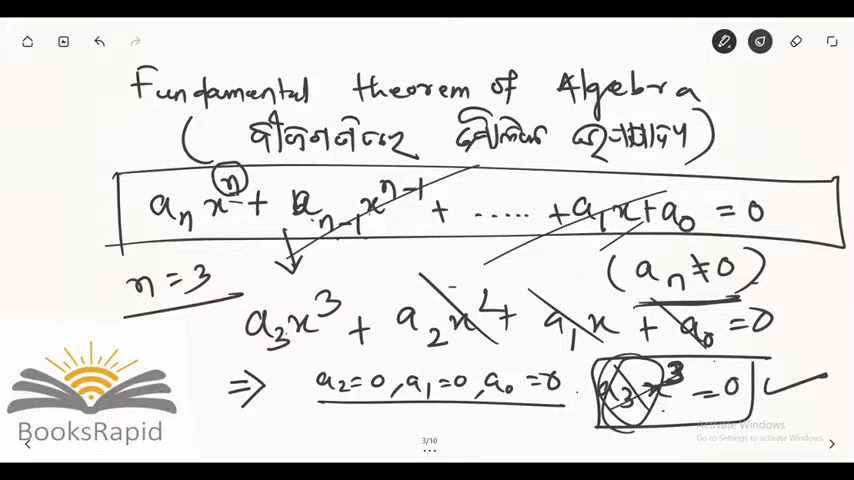 Fundamental theorem of Algebra
aₙxⁿ + aₙ₋₁xⁿ⁻¹ + ..... + a₁x + a₀ = 0
n = 3
(aₙ ≠ 0)
a₃x³ + a₂x² + a₁x + a₀ = 0
⇒ a₂=0, a₁=0, a₀=0
a₃x³ = 0
BooksRapid
3/10
Activate Windows
Go to Settings to activate Windows.